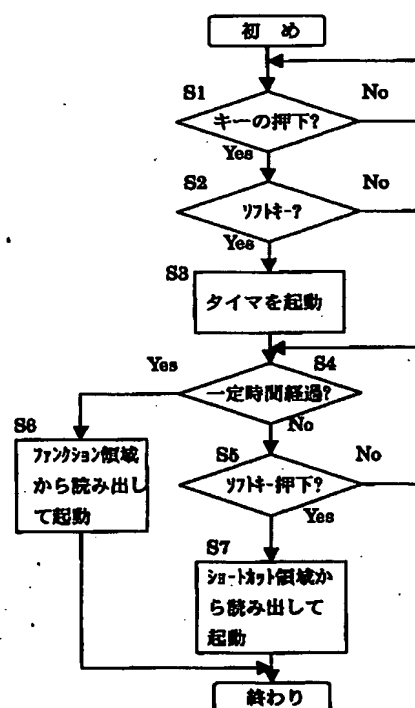 初 め
S1
No
キーの押下?
Yes
S2
No
ソフトキー?
Yes
S3
タイマを起動
Yes
S4
一定時間経過?
No
S6
ファンクション領域
から読み出し
て起動
S5
No
ソフトキー押下?
Yes
S7
ショートカット領域か
ら読み出して
起動
終わり